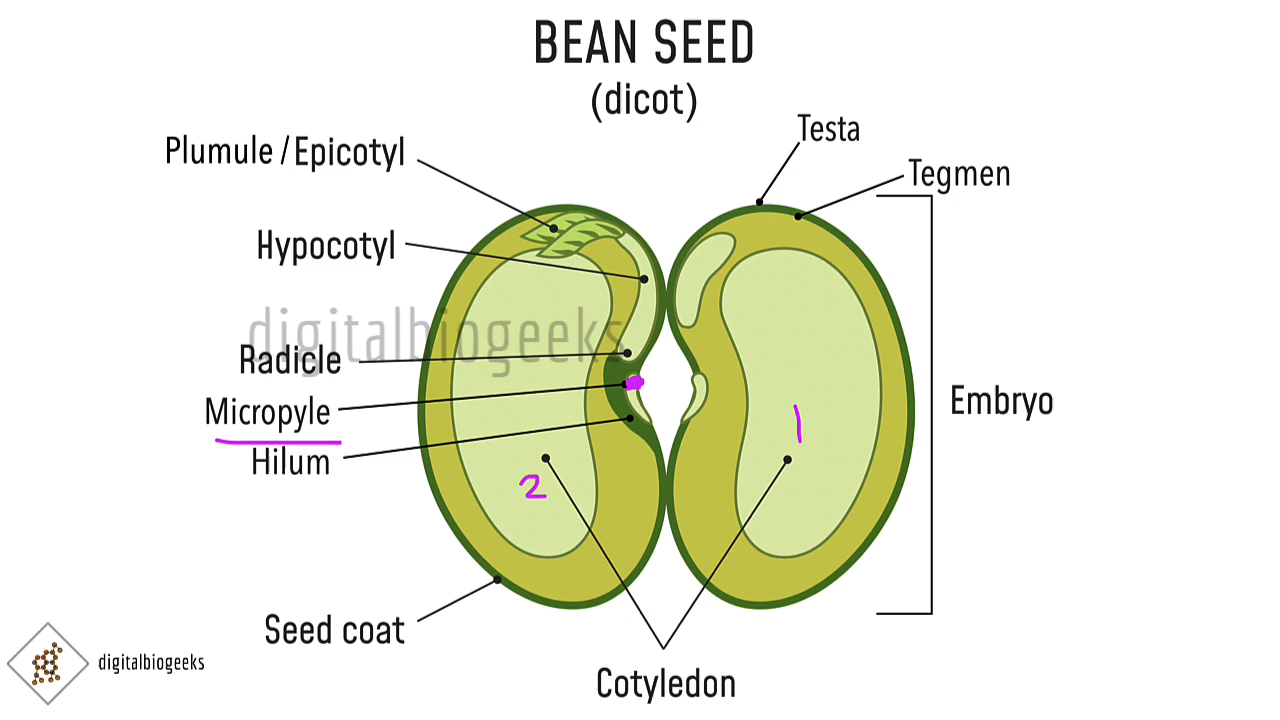 BEAN SEED
(dicot)
Testa
Plumule / Epicotyl
Tegmen
Hypocotyl
digitalbiogeeks
Radicle
Micropyle
Embryo
1
Hilum
2
Seed coat
digitalbiogeeks
Cotyledon